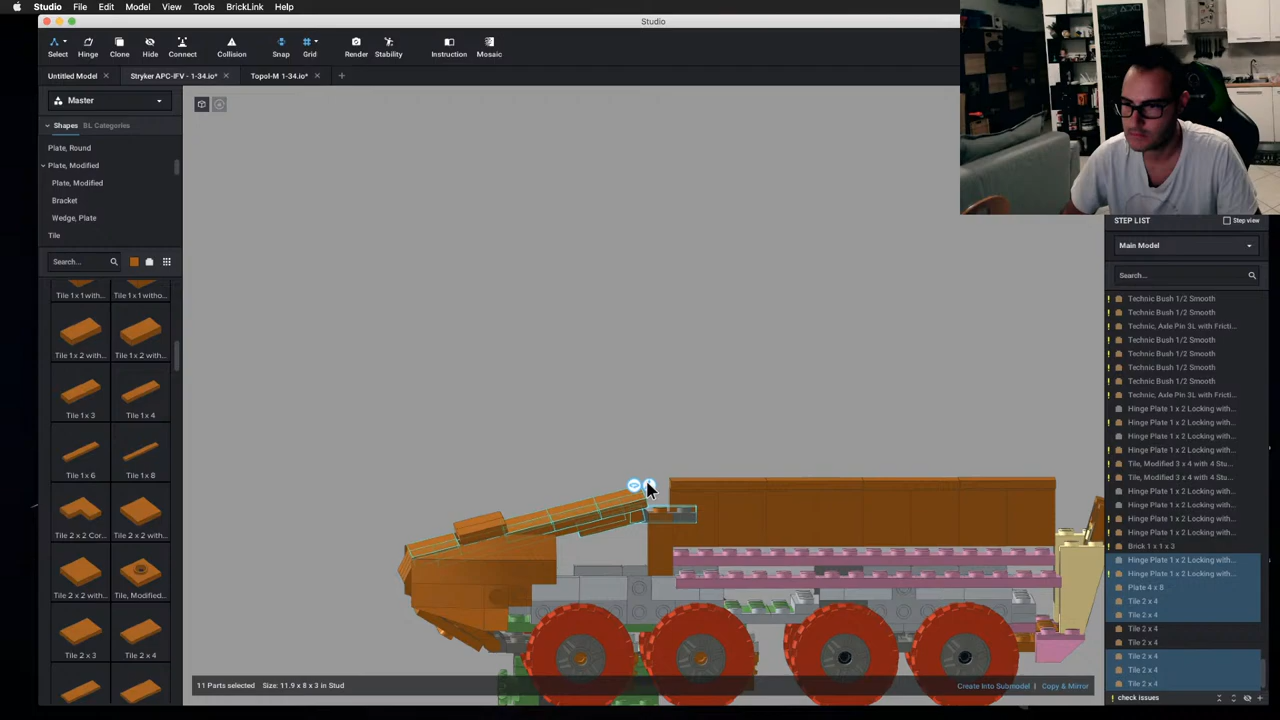 Studio File Edit Model View Tools BrickLink Help
Studio
Select Hinge Clone Hide Connect Collision Snap Grid Render Stability Instruction Mosaic
Untitled Model Stryker APC-IFV - 1-34.io* Topol-M 1-34.io*
Master
Shapes BL Categories
Plate, Round
Plate, Modified
Plate, Modified
Bracket
Wedge, Plate
Tile
Search...
Tile 1 x 1 with... Tile 1 x 1 witho...
Tile 1 x 2 with... Tile 1 x 2 with...
Tile 1 x 3 Tile 1 x 4
Tile 1 x 6 Tile 1 x 8
Tile 2 x 2 Cor... Tile 2 x 2 with...
Tile 2 x 2 with... Tile, Modified...
Tile 2 x 3 Tile 2 x 4
11 Parts selected Size: 11.9 x 8 x 3 in Stud
Create Into Submodel | Copy & Mirror
STEP LIST Step view
Main Model
Search...
Technic Bush 1/2 Smooth
Technic Bush 1/2 Smooth
Technic, Axle Pin 3L with Fricti...
Technic Bush 1/2 Smooth
Technic Bush 1/2 Smooth
Technic Bush 1/2 Smooth
Technic Bush 1/2 Smooth
Technic, Axle Pin 3L with Fricti...
Hinge Plate 1 x 2 Locking with...
Hinge Plate 1 x 2 Locking with...
Hinge Plate 1 x 2 Locking with...
Hinge Plate 1 x 2 Locking with...
Tile, Modified 3 x 4 with 4 Stu...
Tile, Modified 3 x 4 with 4 Stu...
Hinge Plate 1 x 2 Locking with...
Hinge Plate 1 x 2 Locking with...
Hinge Plate 1 x 2 Locking with...
Hinge Plate 1 x 2 Locking with...
Brick 1 x 1 x 3
Hinge Plate 1 x 2 Locking with...
Hinge Plate 1 x 2 Locking with...
Plate 4 x 8
Tile 2 x 4
Tile 2 x 4
Tile 2 x 4
Tile 2 x 4
Tile 2 x 4
Tile 2 x 4
Tile 2 x 4
check issues